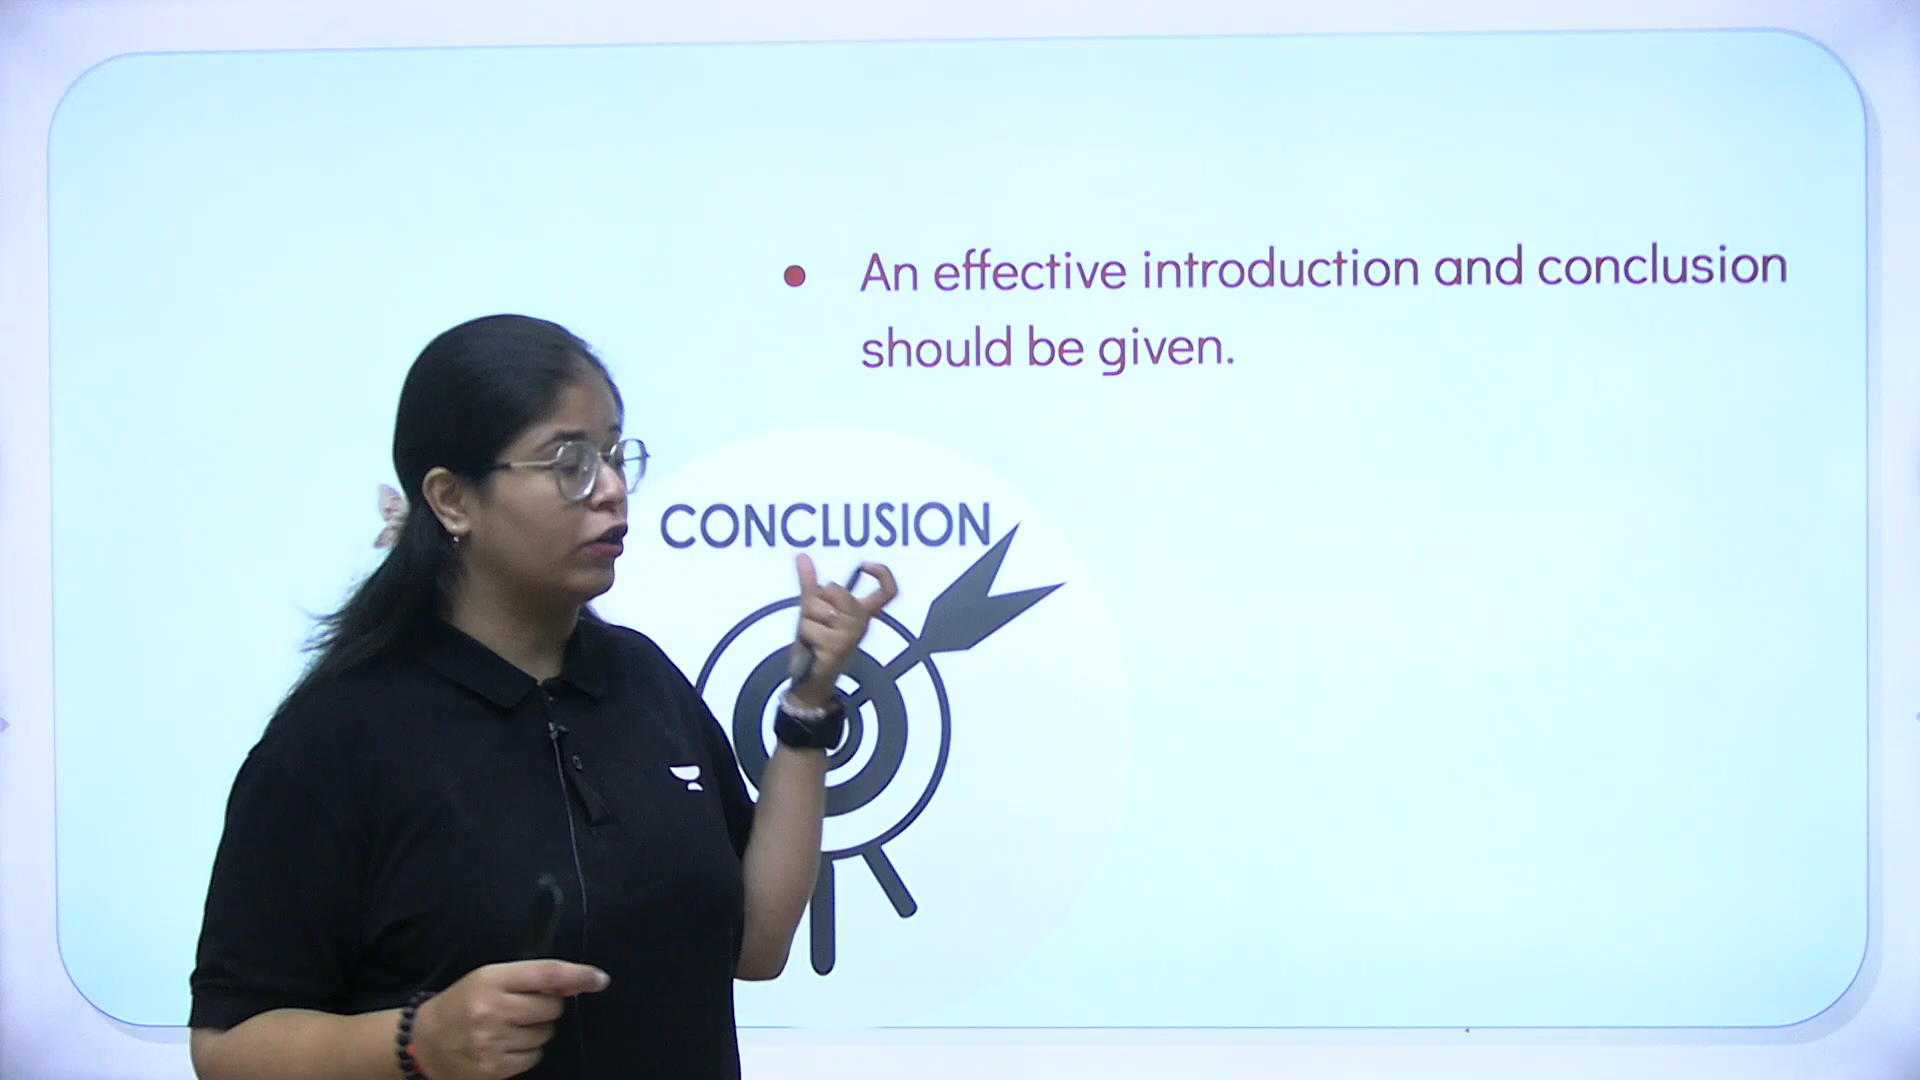 An effective introduction and conclusion
should be given.
CONCLUSION